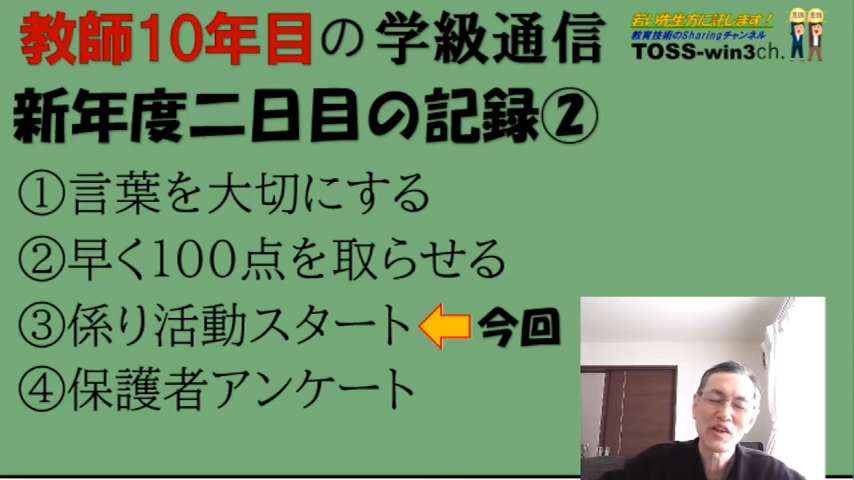 教師10年目の学級通信
若い先生方に託します！
教育技術のSharingチャンネル
TOSS-win3ch.
新年度二日目の記録②
①言葉を大切にする
②早く100点を取らせる
③係り活動スタート 今回
④保護者アンケート